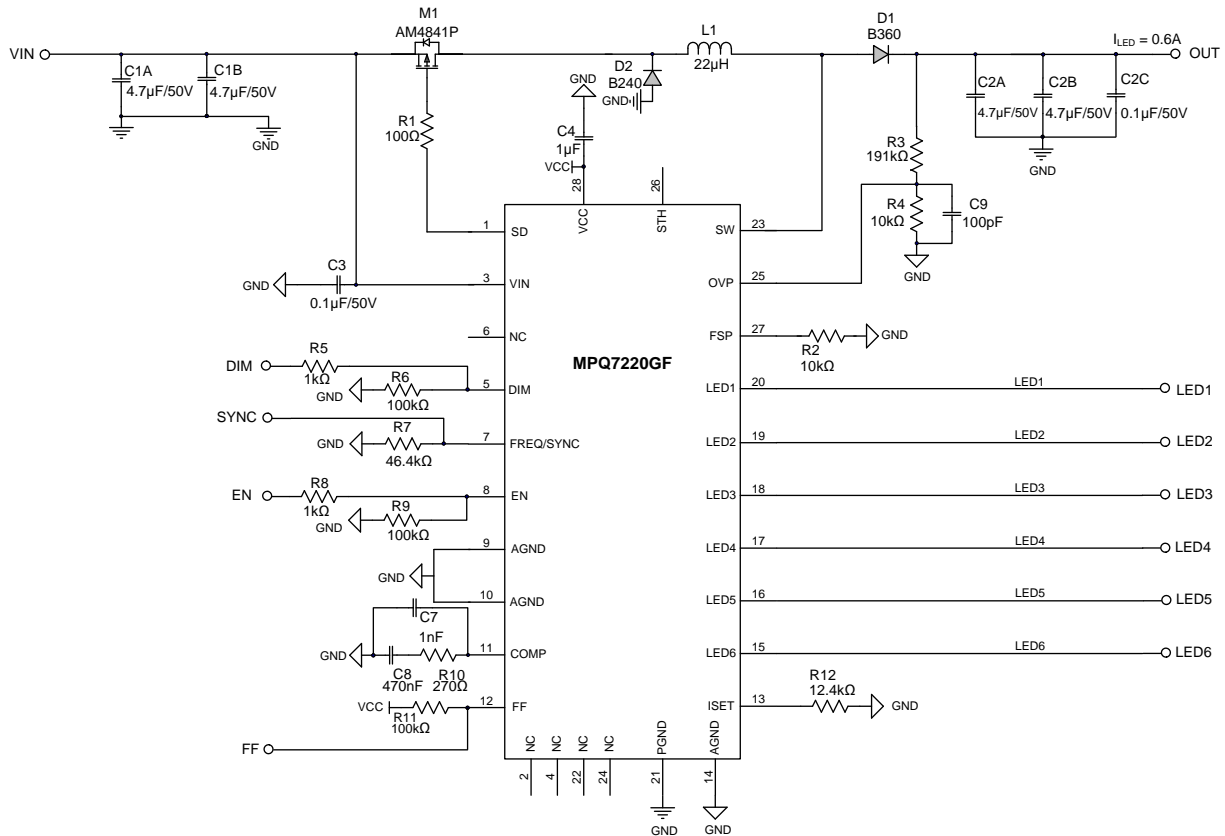 M1
AM4841P
VIN
C1A
4.7µF/50V
C1B
4.7µF/50V
GND
R1
100Ω
GND
C4
1µF
VCC
D2
B240
GND
L1
22µH
D1
B360
I_LED = 0.6A
OUT
C2A
4.7µF/50V
C2B
4.7µF/50V
C2C
0.1µF/50V
GND
R3
191kΩ
R4
10kΩ
C9
100pF
GND
28
VCC
26
STH
1
SD
23
SW
GND
C3
0.1µF/50V
3
VIN
25
OVP
6
NC
27
FSP
R2
10kΩ
GND
MPQ7220GF
DIM
R5
1kΩ
GND
R6
100kΩ
5
DIM
20
LED1
LED1
LED1
SYNC
GND
R7
46.4kΩ
7
FREQ/SYNC
19
LED2
LED2
LED2
EN
R8
1kΩ
GND
R9
100kΩ
8
EN
18
LED3
LED3
LED3
9
AGND
GND
10
AGND
17
LED4
LED4
LED4
16
LED5
LED5
LED5
C7
1nF
GND
C8
470nF
R10
270Ω
11
COMP
15
LED6
LED6
LED6
VCC
R11
100kΩ
12
FF
FF
13
ISET
R12
12.4kΩ
GND
NC
2
NC
4
NC
22
NC
24
PGND
21
GND
AGND
14
GND